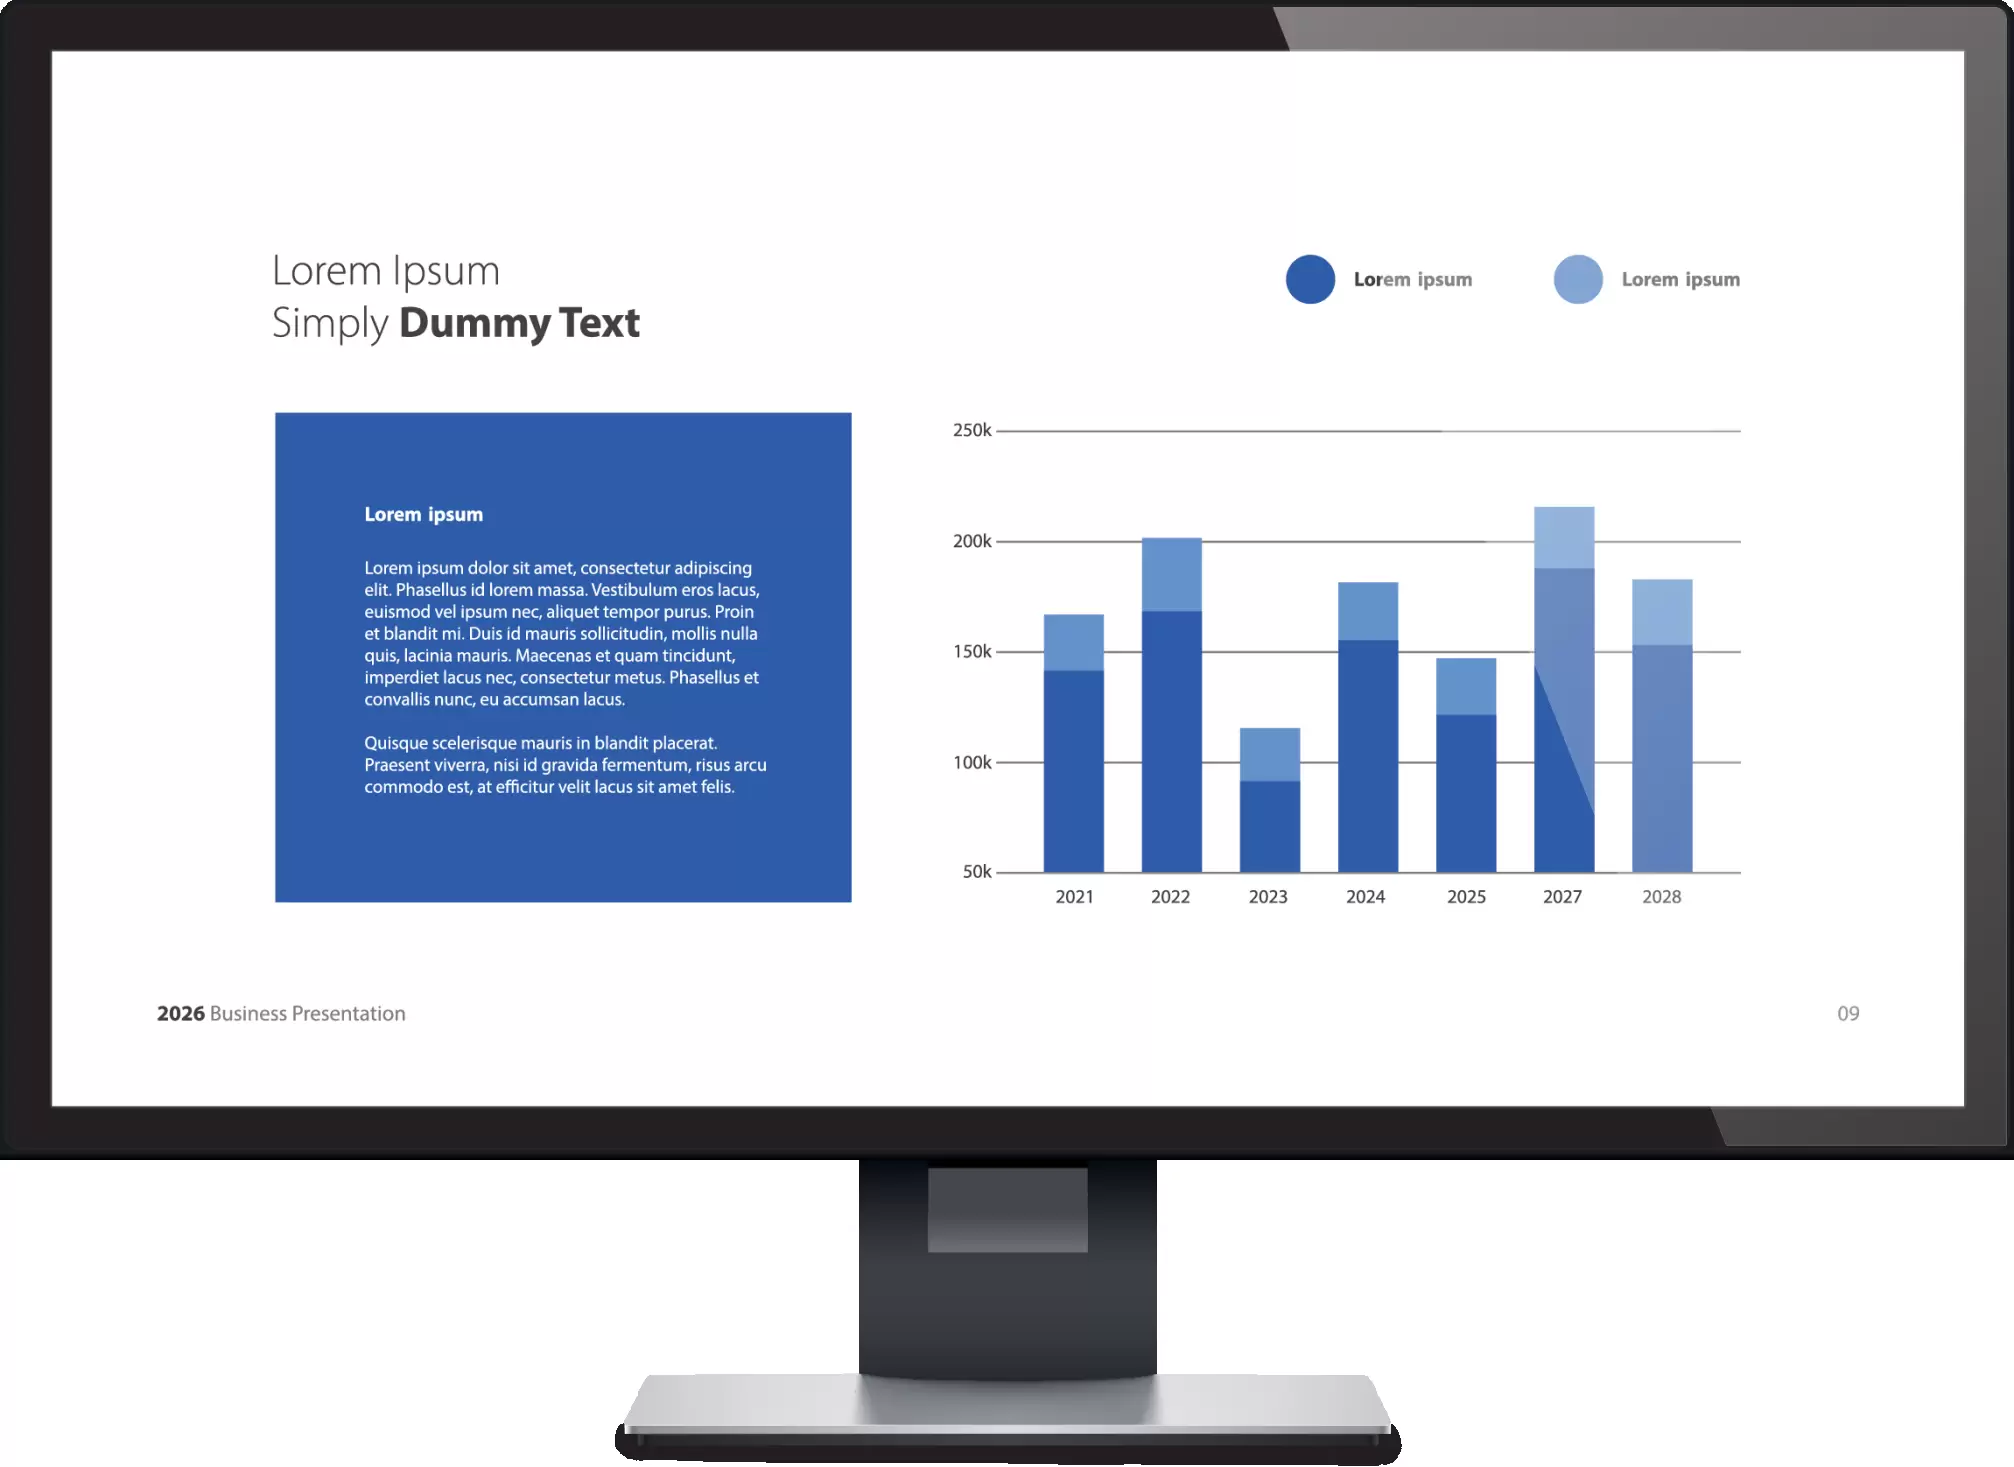 Lorem Ipsum
Simply Dummy Text
Lorem ipsum
Lorem ipsum
Lorem ipsum
Lorem ipsum dolor sit amet, consectetur adipiscing
elit. Phasellus id lorem massa. Vestibulum eros lacus,
euismod vel ipsum nec, aliquet tempor purus. Proin
et blandit mi. Duis id mauris sollicitudin, mollis nulla
quis, lacinia mauris. Maecenas et quam tincidunt,
imperdiet lacus nec, consectetur metus. Phasellus et
convallis nunc, eu accumsan lacus.
Quisque scelerisque mauris in blandit placerat.
Praesent viverra, nisi id gravida fermentum, risus arcu
commodo est, at efficitur velit lacus sit amet felis.
250k
200k
150k
100k
50k
2021 2022 2023 2024 2025 2027 2028
2026 Business Presentation
09